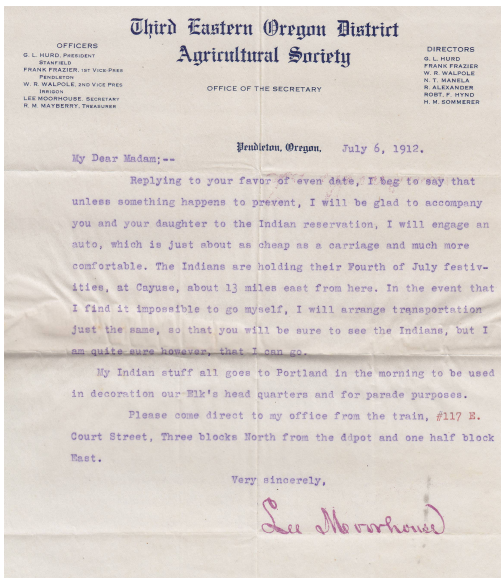 Third Eastern Oregon District
Agricultural Society
OFFICE OF THE SECRETARY
OFFICERS
G. L. HURD, PRESIDENT
STANFIELD
FRANK FRAZIER, 1ST VICE-PRES
PENDLETON
W. R. WALPOLE, 2ND VICE PRES
IRRIGON
LEE MOORHOUSE, SECRETARY
R. M. MAYBERRY, TREASURER
DIRECTORS
G. L. HURD
FRANK FRAZIER
W. R. WALPOLE
N. T. MANELA
R. ALEXANDER
ROBT. F. HYND
H. M. SOMMERER
Pendleton, Oregon, July 6, 1912.
My Dear Madam;--
Replying to your favor of even date, I beg to say that
unless something happens to prevent, I will be glad to accompany
you and your daughter to the Indian reservation, I will engage an
auto, which is just about as cheap as a carriage and much more
comfortable. The Indians are holding their Fourth of July festiv-
ities, at Cayuse, about 13 miles east from here. In the event that
I find it impossible to go myself, I will arrange transportation
just the same, so that you will be sure to see the Indians, but I
am quite sure however, that I can go.
My Indian stuff all goes to Portland in the morning to be used
in decoration our Elk's head quarters and for parade purposes.
Please come direct to my office from the train, #117 E.
Court Street, Three blocks North from the depot and one half block
East.
Very sincerely,
Lee Moorhouse